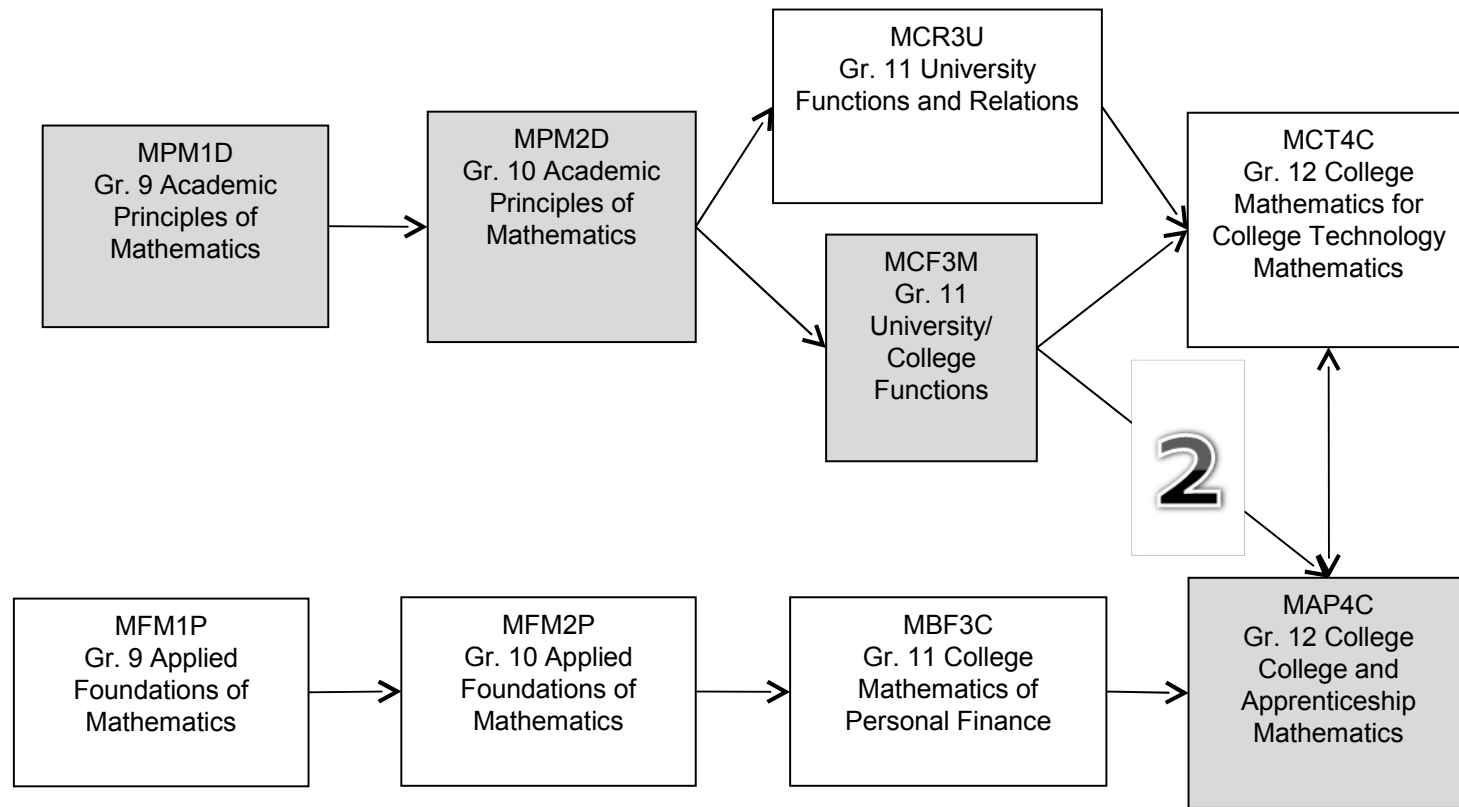 MCR3U
Gr. 11 University
Functions and Relations
MPM1D
Gr. 9 Academic
Principles of
Mathematics
MPM2D
Gr. 10 Academic
Principles of
Mathematics
MCT4C
Gr. 12 College
Mathematics for
College Technology
Mathematics
MCF3M
Gr. 11
University/
College
Functions
2
MFM1P
Gr. 9 Applied
Foundations of
Mathematics
MFM2P
Gr. 10 Applied
Foundations of
Mathematics
MBF3C
Gr. 11 College
Mathematics of
Personal Finance
MAP4C
Gr. 12 College
College and
Apprenticeship
Mathematics